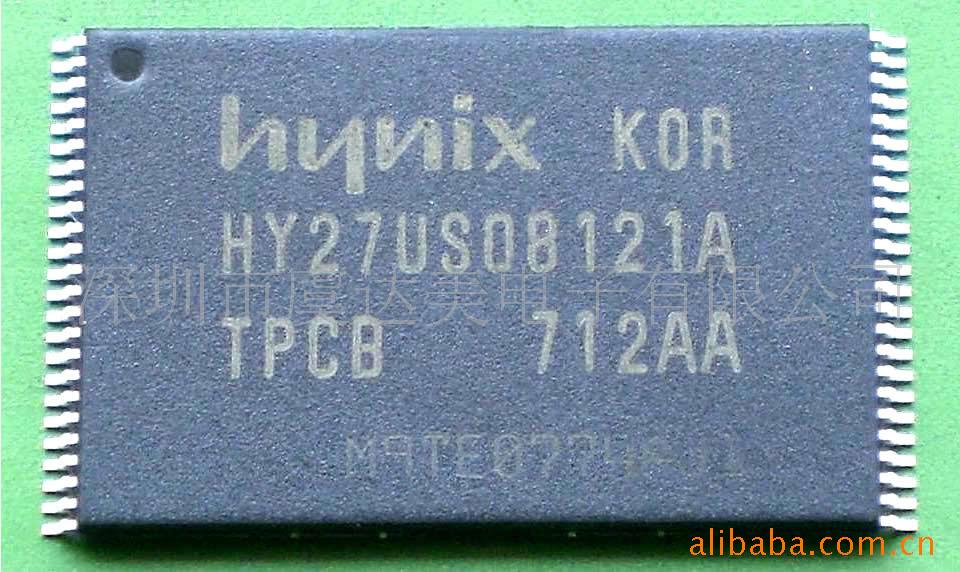 hynix KOR
HY27US08121A
深圳市虞达美电子有限公司
TPCB 712AA
alibaba.com.cn